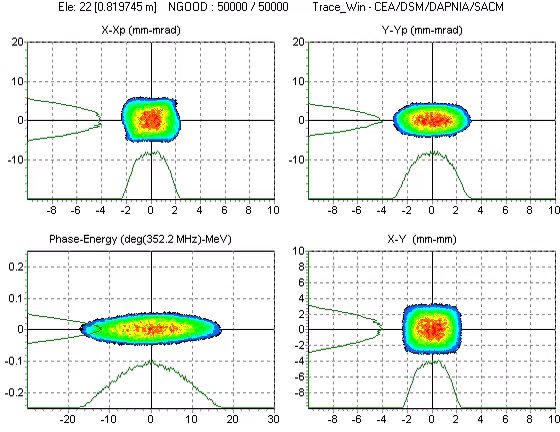 Ele: 22 [0.819745 m] NGOOD : 50000 / 50000 Trace_Win - CEA/DSM/DAPNIA/SACM
X-Xp (mm-mrad)
20
10
0
-10
-8 -6 -4 -2 0 2 4 6 8 10
Y-Yp (mm-mrad)
20
10
0
-10
-8 -6 -4 -2 0 2 4 6 8 10
Phase-Energy (deg(352.2 MHz)-MeV)
0.2
0.1
0
-0.1
-0.2
-20 -10 0 10 20 30
X-Y (mm-mm)
10
8
6
4
2
0
-2
-4
-6
-8
-8 -6 -4 -2 0 2 4 6 8 10